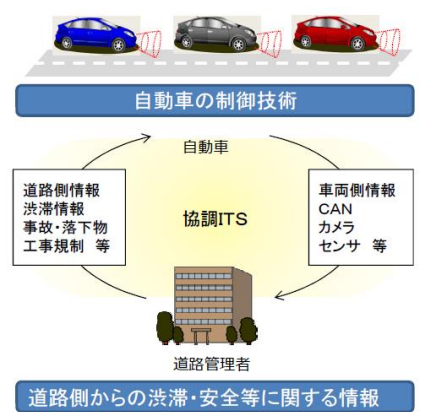 自動車の制御技術
自動車
道路側情報
渋滞情報
事故・落下物
工事規制 等
協調ITS
車両側情報
CAN
カメラ
センサ 等
道路管理者
道路側からの渋滞・安全等に関する情報